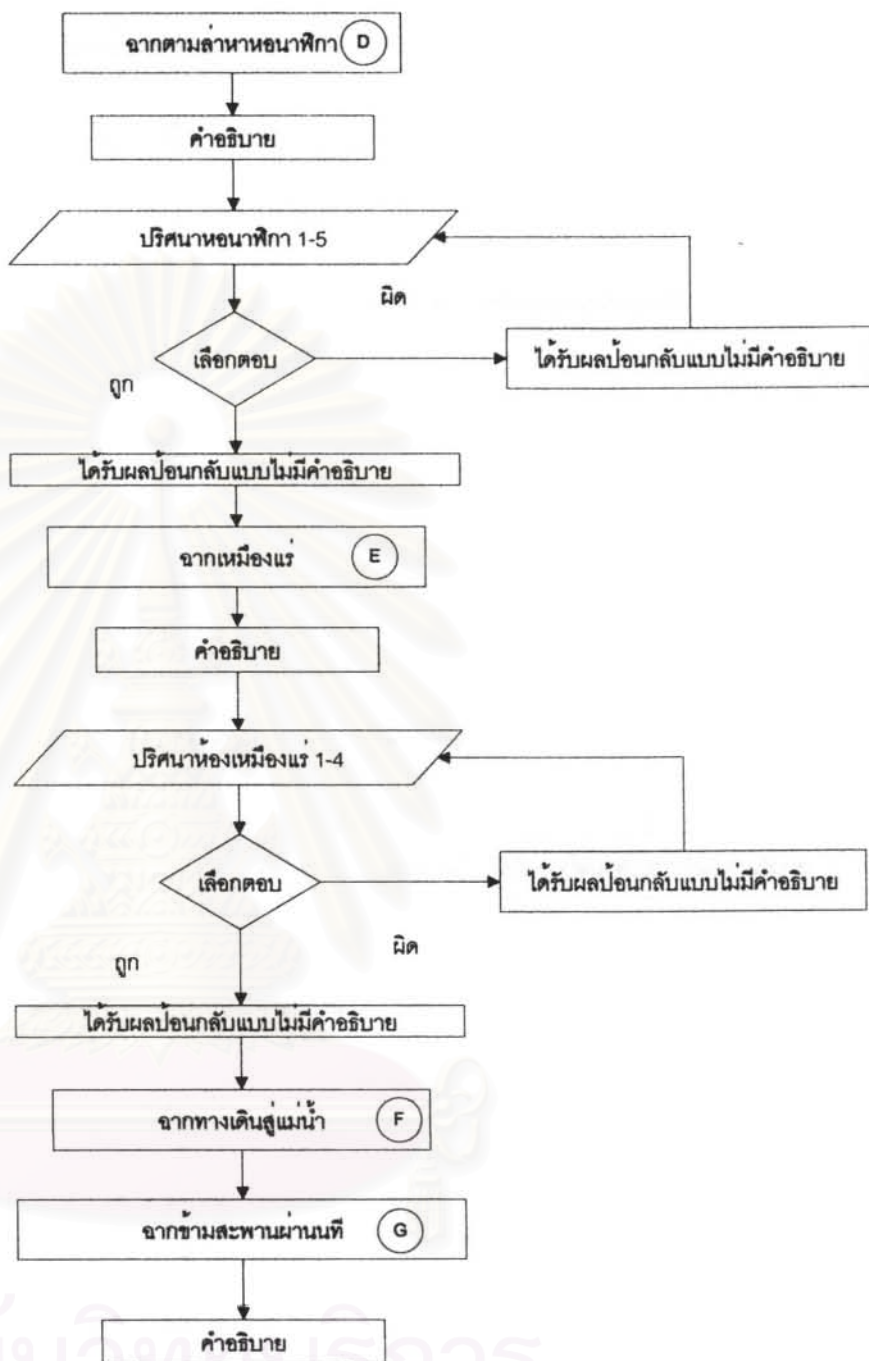 ฉากตามล่าหาหอนาฬิกา D
คำอธิบาย
ปริศนาหอนาฬิกา 1-5
ผิด
เลือกตอบ
ได้รับผลป้อนกลับแบบไม่มีคำอธิบาย
ถูก
ได้รับผลป้อนกลับแบบไม่มีคำอธิบาย
ฉากเหมืองแร่ E
คำอธิบาย
ปริศนาห้องเหมืองแร่ 1-4
เลือกตอบ
ได้รับผลป้อนกลับแบบไม่มีคำอธิบาย
ผิด
ถูก
ได้รับผลป้อนกลับแบบไม่มีคำอธิบาย
ฉากทางเดินสู่แม่น้ำ F
ฉากข้ามสะพานผ่านนที G
คำอธิบาย